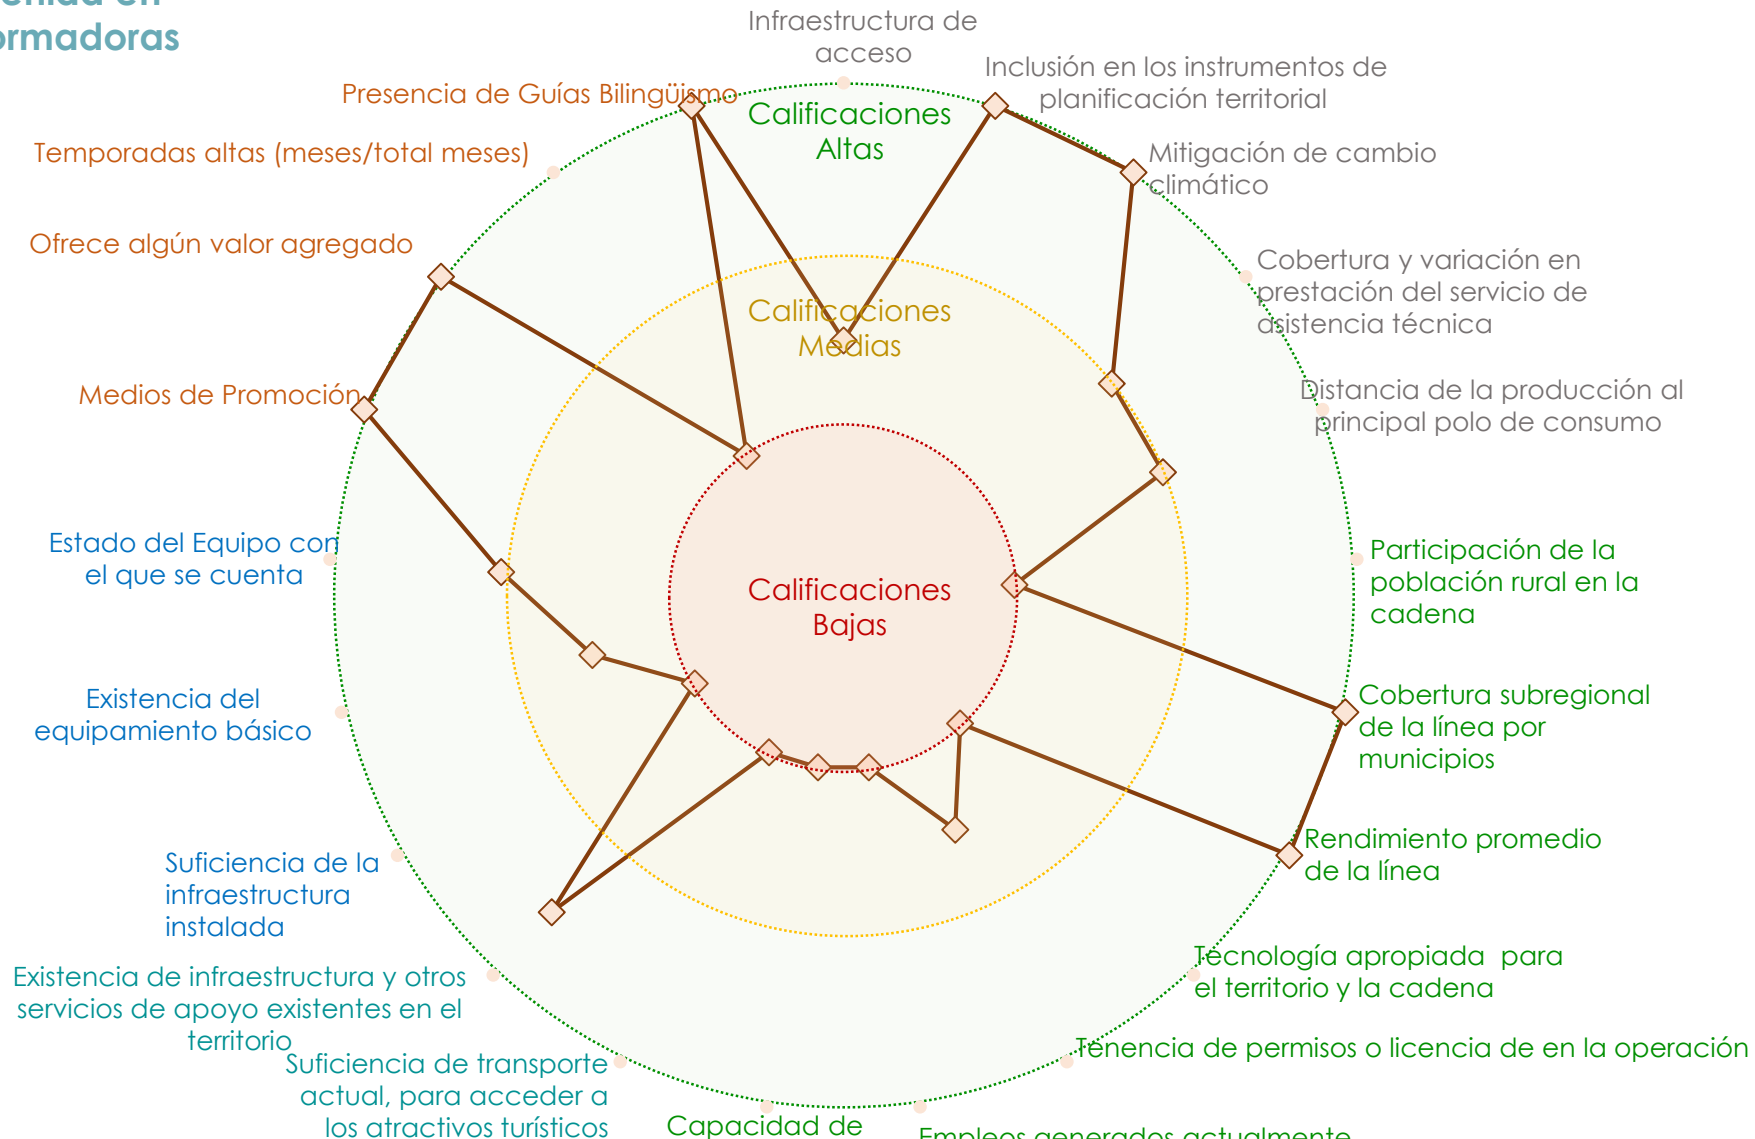 ormadoras
Infraestructura de
acceso
Inclusión en los instrumentos de
planificación territorial
Presencia de Guías Bilingüismo
Calificaciones
Altas
Temporadas altas (meses/total meses)
Mitigación de cambio
climático
Ofrece algún valor agregado
Cobertura y variación en
prestación del servicio de
asistencia técnica
Calificaciones
Medias
Medios de Promoción
Distancia de la producción al
principal polo de consumo
Estado del Equipo con
el que se cuenta
Participación de la
población rural en la
cadena
Calificaciones
Bajas
Existencia del
equipamiento básico
Cobertura subregional
de la línea por
municipios
Rendimiento promedio
de la línea
Suficiencia de la
infraestructura
instalada
Tecnología apropiada para
el territorio y la cadena
Existencia de infraestructura y otros
servicios de apoyo existentes en el
territorio
Tenencia de permisos o licencia de en la operación
Suficiencia de transporte
actual, para acceder a
los atractivos turísticos
Capacidad de
Empleos generados actualmente